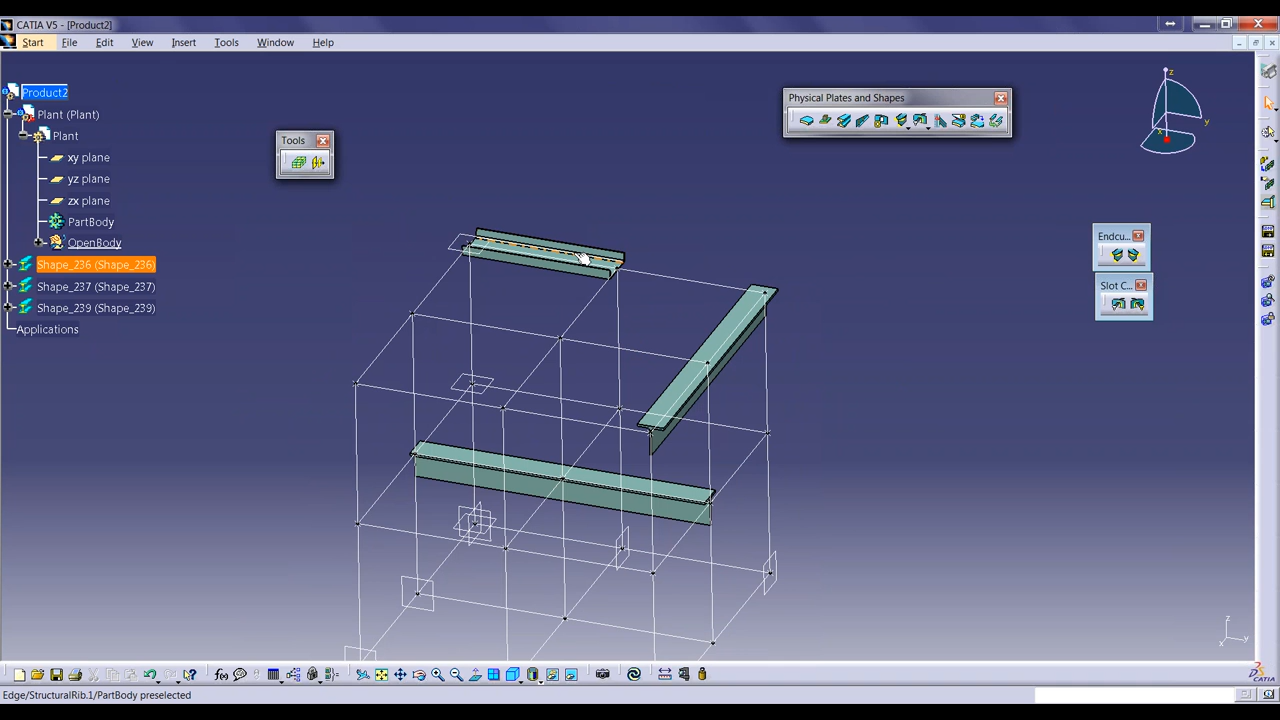 CATIA V5 - [Product2]
Start File Edit View Insert Tools Window Help
Product2
Plant (Plant)
Plant
xy plane
yz plane
zx plane
PartBody
OpenBody
Shape_236 (Shape_236)
Shape_237 (Shape_237)
Shape_239 (Shape_239)
Applications
Tools
Physical Plates and Shapes
z
y
x
Endcu...
Slot C...
z
y
x
CATIA
Edge/StructuralRib.1/PartBody preselected